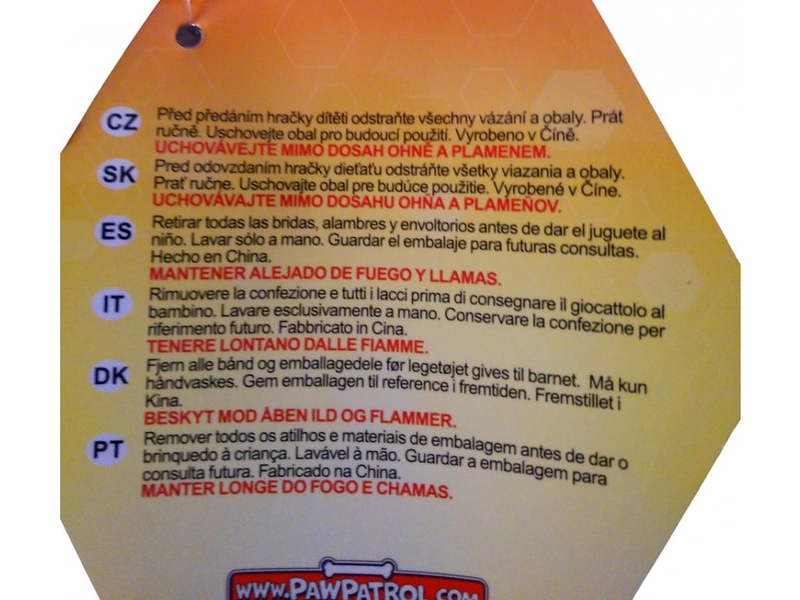 CZ Před předáním hračky dítěti odstraňte všechny vázání a obaly. Prát
ručně. Uschovejte obal pro budoucí použití. Vyrobeno v Číně.
UCHOVÁVEJTE MIMO DOSAH OHNĚ A PLAMENEM.
SK Pred odovzdaním hračky dieťaťu odstráňte všetky viazania a obaly.
Prať ručne. Uschovajte obal pre budúce použitie. Vyrobené v Číne.
UCHOVÁVAJTE MIMO DOSAHU OHŇA A PLAMEŇOV.
ES Retirar todas las bridas, alambres y envoltorios antes de dar el juguete al
niño. Lavar sólo a mano. Guardar el embalaje para futuras consultas.
Hecho en China.
MANTENER ALEJADO DE FUEGO Y LLAMAS.
IT Rimuovere la confezione e tutti i lacci prima di consegnare il giocattolo al
bambino. Lavare esclusivamente a mano. Conservare la confezione per
riferimento futuro. Fabbricato in Cina.
TENERE LONTANO DALLE FIAMME.
DK Fjern alle bånd og emballagedele før legetøjet gives til barnet. Må kun
håndvaskes. Gem emballagen til reference i fremtiden. Fremstillet i
Kina.
BESKYT MOD ÅBEN ILD OG FLAMMER.
PT Remover todos os atilhos e materiais de embalagem antes de dar o
brinquedo à criança. Lavável à mão. Guardar a embalagem para
consulta futura. Fabricado na China.
MANTER LONGE DO FOGO E CHAMAS.
WWW.PAWPATROL.COM